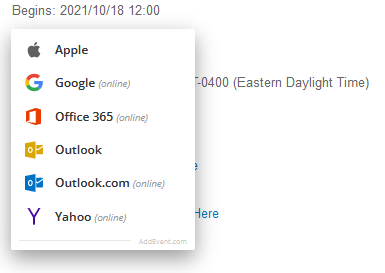 Begins: 2021/10/18 12:00
Apple
Google (online)
T-0400 (Eastern Daylight Time)
Office 365 (online)
Outlook
Outlook.com (online)
Yahoo (online)
Here
AddEvent.com